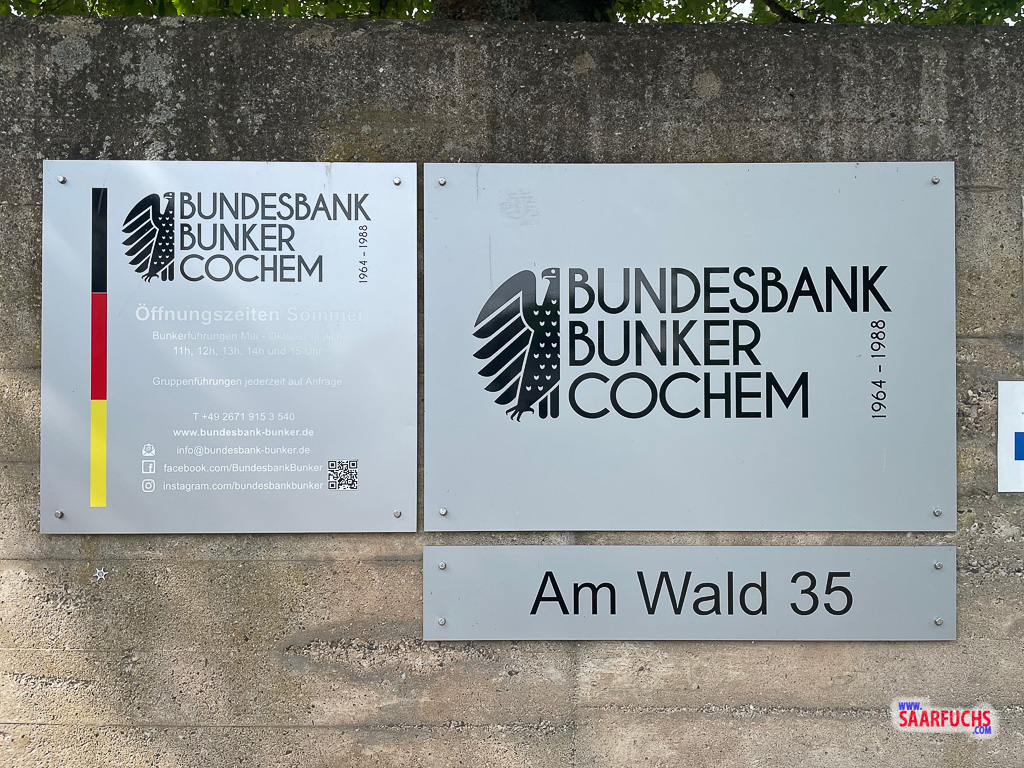 BUNDESBANK
BUNKER
COCHEM
1964 – 1988
Öffnungszeiten Sommer
Bunkerführungen Mai - Oktober täglich
11h, 12h, 13h, 14h und 15 Uhr
Gruppenführungen jederzeit auf Anfrage
T +49 2671 915 3 540
www.bundesbank-bunker.de
info@bundesbank-bunker.de
facebook.com/BundesbankBunker
instagram.com/bundesbankbunker
BUNDESBANK
BUNKER
COCHEM
1964 – 1988
Am Wald 35
WWW.
SAARFUCHS
.COM